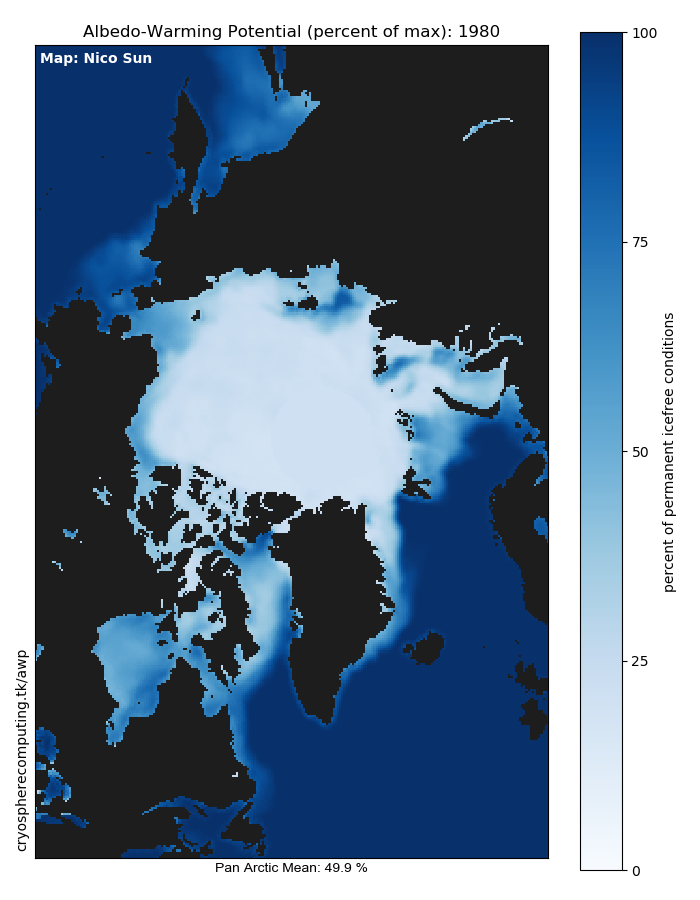 Albedo-Warming Potential (percent of max): 1980
Map: Nico Sun
100
75
50
25
0
percent of permanent icefree conditions
cryospherecomputing.tk/awp
Pan Arctic Mean: 49.9 %